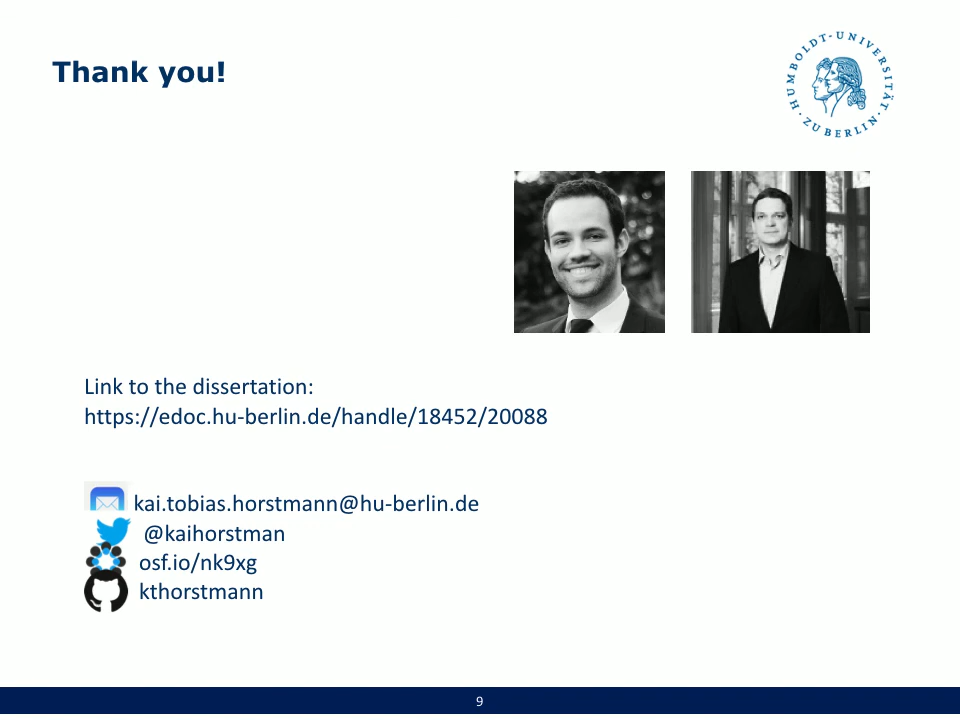 Thank you!
HUMBOLDT-UNIVERSITÄT · ZU BERLIN ·
Link to the dissertation:
https://edoc.hu-berlin.de/handle/18452/20088
kai.tobias.horstmann@hu-berlin.de
@kaihorstman
osf.io/nk9xg
kthorstmann
9